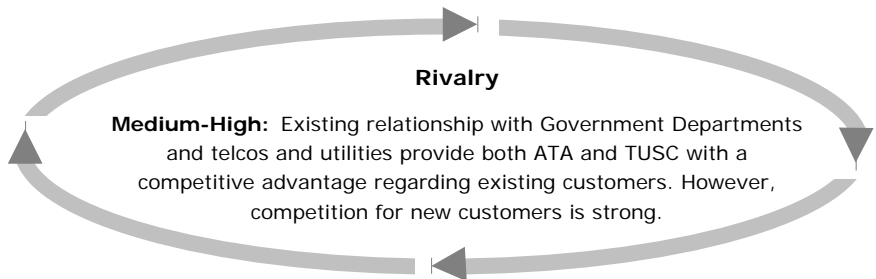 Rivalry
Medium-High: Existing relationship with Government Departments
and telcos and utilities provide both ATA and TUSC with a
competitive advantage regarding existing customers. However,
competition for new customers is strong.